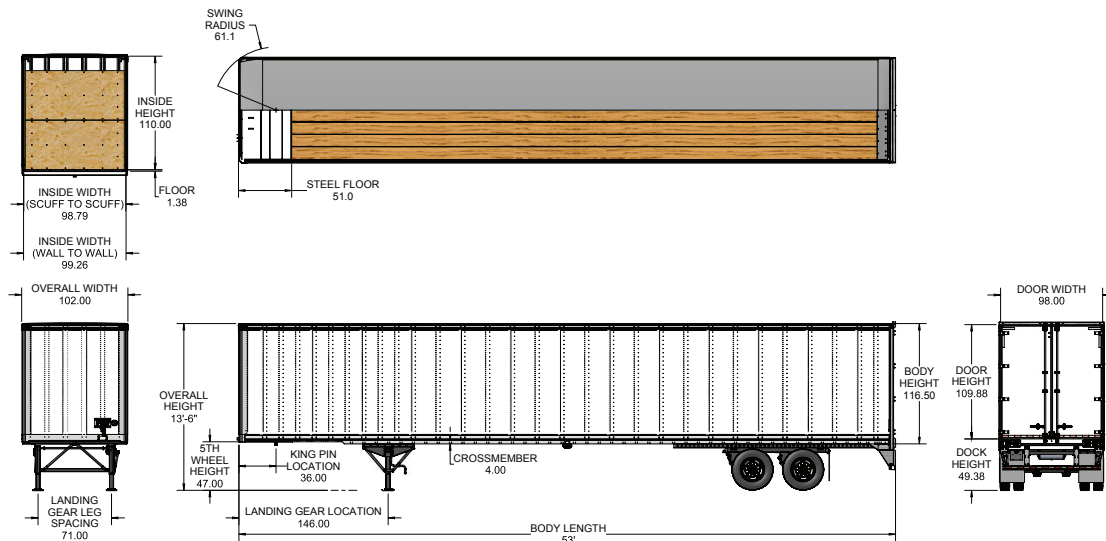 SWING
RADIUS
61.1
INSIDE
HEIGHT
110.00
FLOOR
1.38
INSIDE WIDTH
(SCUFF TO SCUFF)
98.79
INSIDE WIDTH
(WALL TO WALL)
99.26
STEEL FLOOR
51.0
OVERALL WIDTH
102.00
DOOR WIDTH
98.00
OVERALL
HEIGHT
13'-6"
BODY
HEIGHT
116.50
DOOR
HEIGHT
109.88
5TH
WHEEL
HEIGHT
47.00
KING PIN
LOCATION
36.00
CROSSMEMBER
4.00
DOCK
HEIGHT
49.38
LANDING
GEAR LEG
SPACING
71.00
LANDING GEAR LOCATION
146.00
BODY LENGTH
53'